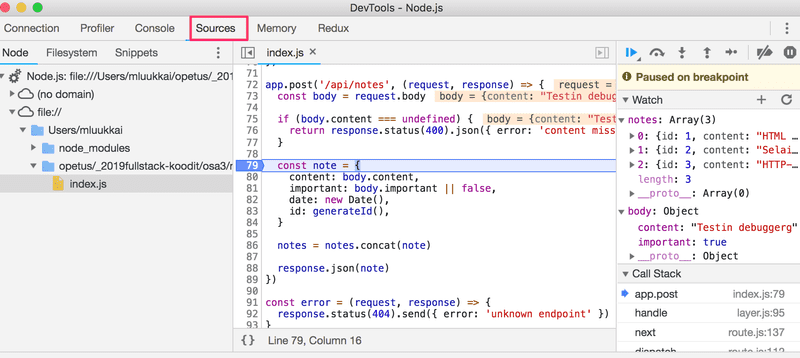 DevTools - Node.js
Connection Profiler Console Sources Memory Redux
Node Filesystem Snippets
Node.js: file:///Users/mluukkai/opetus/_2019
(no domain)
file://
Users/mluukkai
node_modules
opetus/_2019fullstack-koodit/osa3/
index.js
index.js ×
71
72 app.post('/api/notes', (request, response) => { request =
73 const body = request.body body = {content: "Testin debug
74
75 if (body.content === undefined) { body = {content: "Tes
76 return response.status(400).json({ error: 'content miss
77 }
78
79 const note = {
80 content: body.content,
81 important: body.important || false,
82 date: new Date(),
83 id: generateId(),
84 }
85
86 notes = notes.concat(note)
87
88 response.json(note)
89 })
90
91 const error = (request, response) => {
92 response.status(404).send({ error: 'unknown endpoint' })
93 }
{} Line 79, Column 16
Paused on breakpoint
Watch
notes: Array(3)
0: {id: 1, content: "HTML
1: {id: 2, content: "Selai
2: {id: 3, content: "HTTP-
length: 3
__proto__: Array(0)
body: Object
content: "Testin debuggerg
important: true
__proto__: Object
Call Stack
app.post index.js:79
handle layer.js:95
next route.js:137
dispatch route.js:112